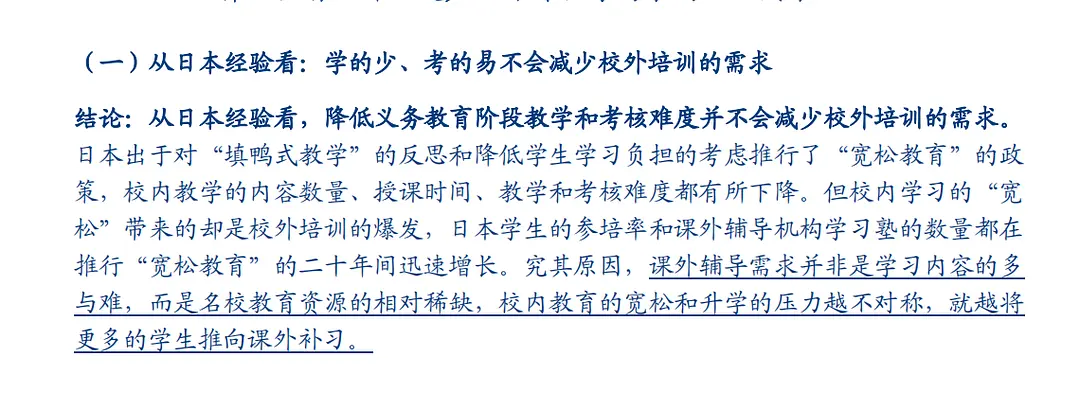 （一）从日本经验看：学的少、考的易不会减少校外培训的需求
结论：从日本经验看，降低义务教育阶段教学和考核难度并不会减少校外培训的需求。
日本出于对“填鸭式教学”的反思和降低学生学习负担的考虑推行了“宽松教育”的政
策，校内教学的内容数量、授课时间、教学和考核难度都有所下降。但校内学习的“宽
松”带来的却是校外培训的爆发，日本学生的参培率和课外辅导机构学习塾的数量都在
推行“宽松教育”的二十年间迅速增长。究其原因，课外辅导需求并非是学习内容的多
与难，而是名校教育资源的相对稀缺，校内教育的宽松和升学的压力越不对称，就越将
更多的学生推向课外补习。